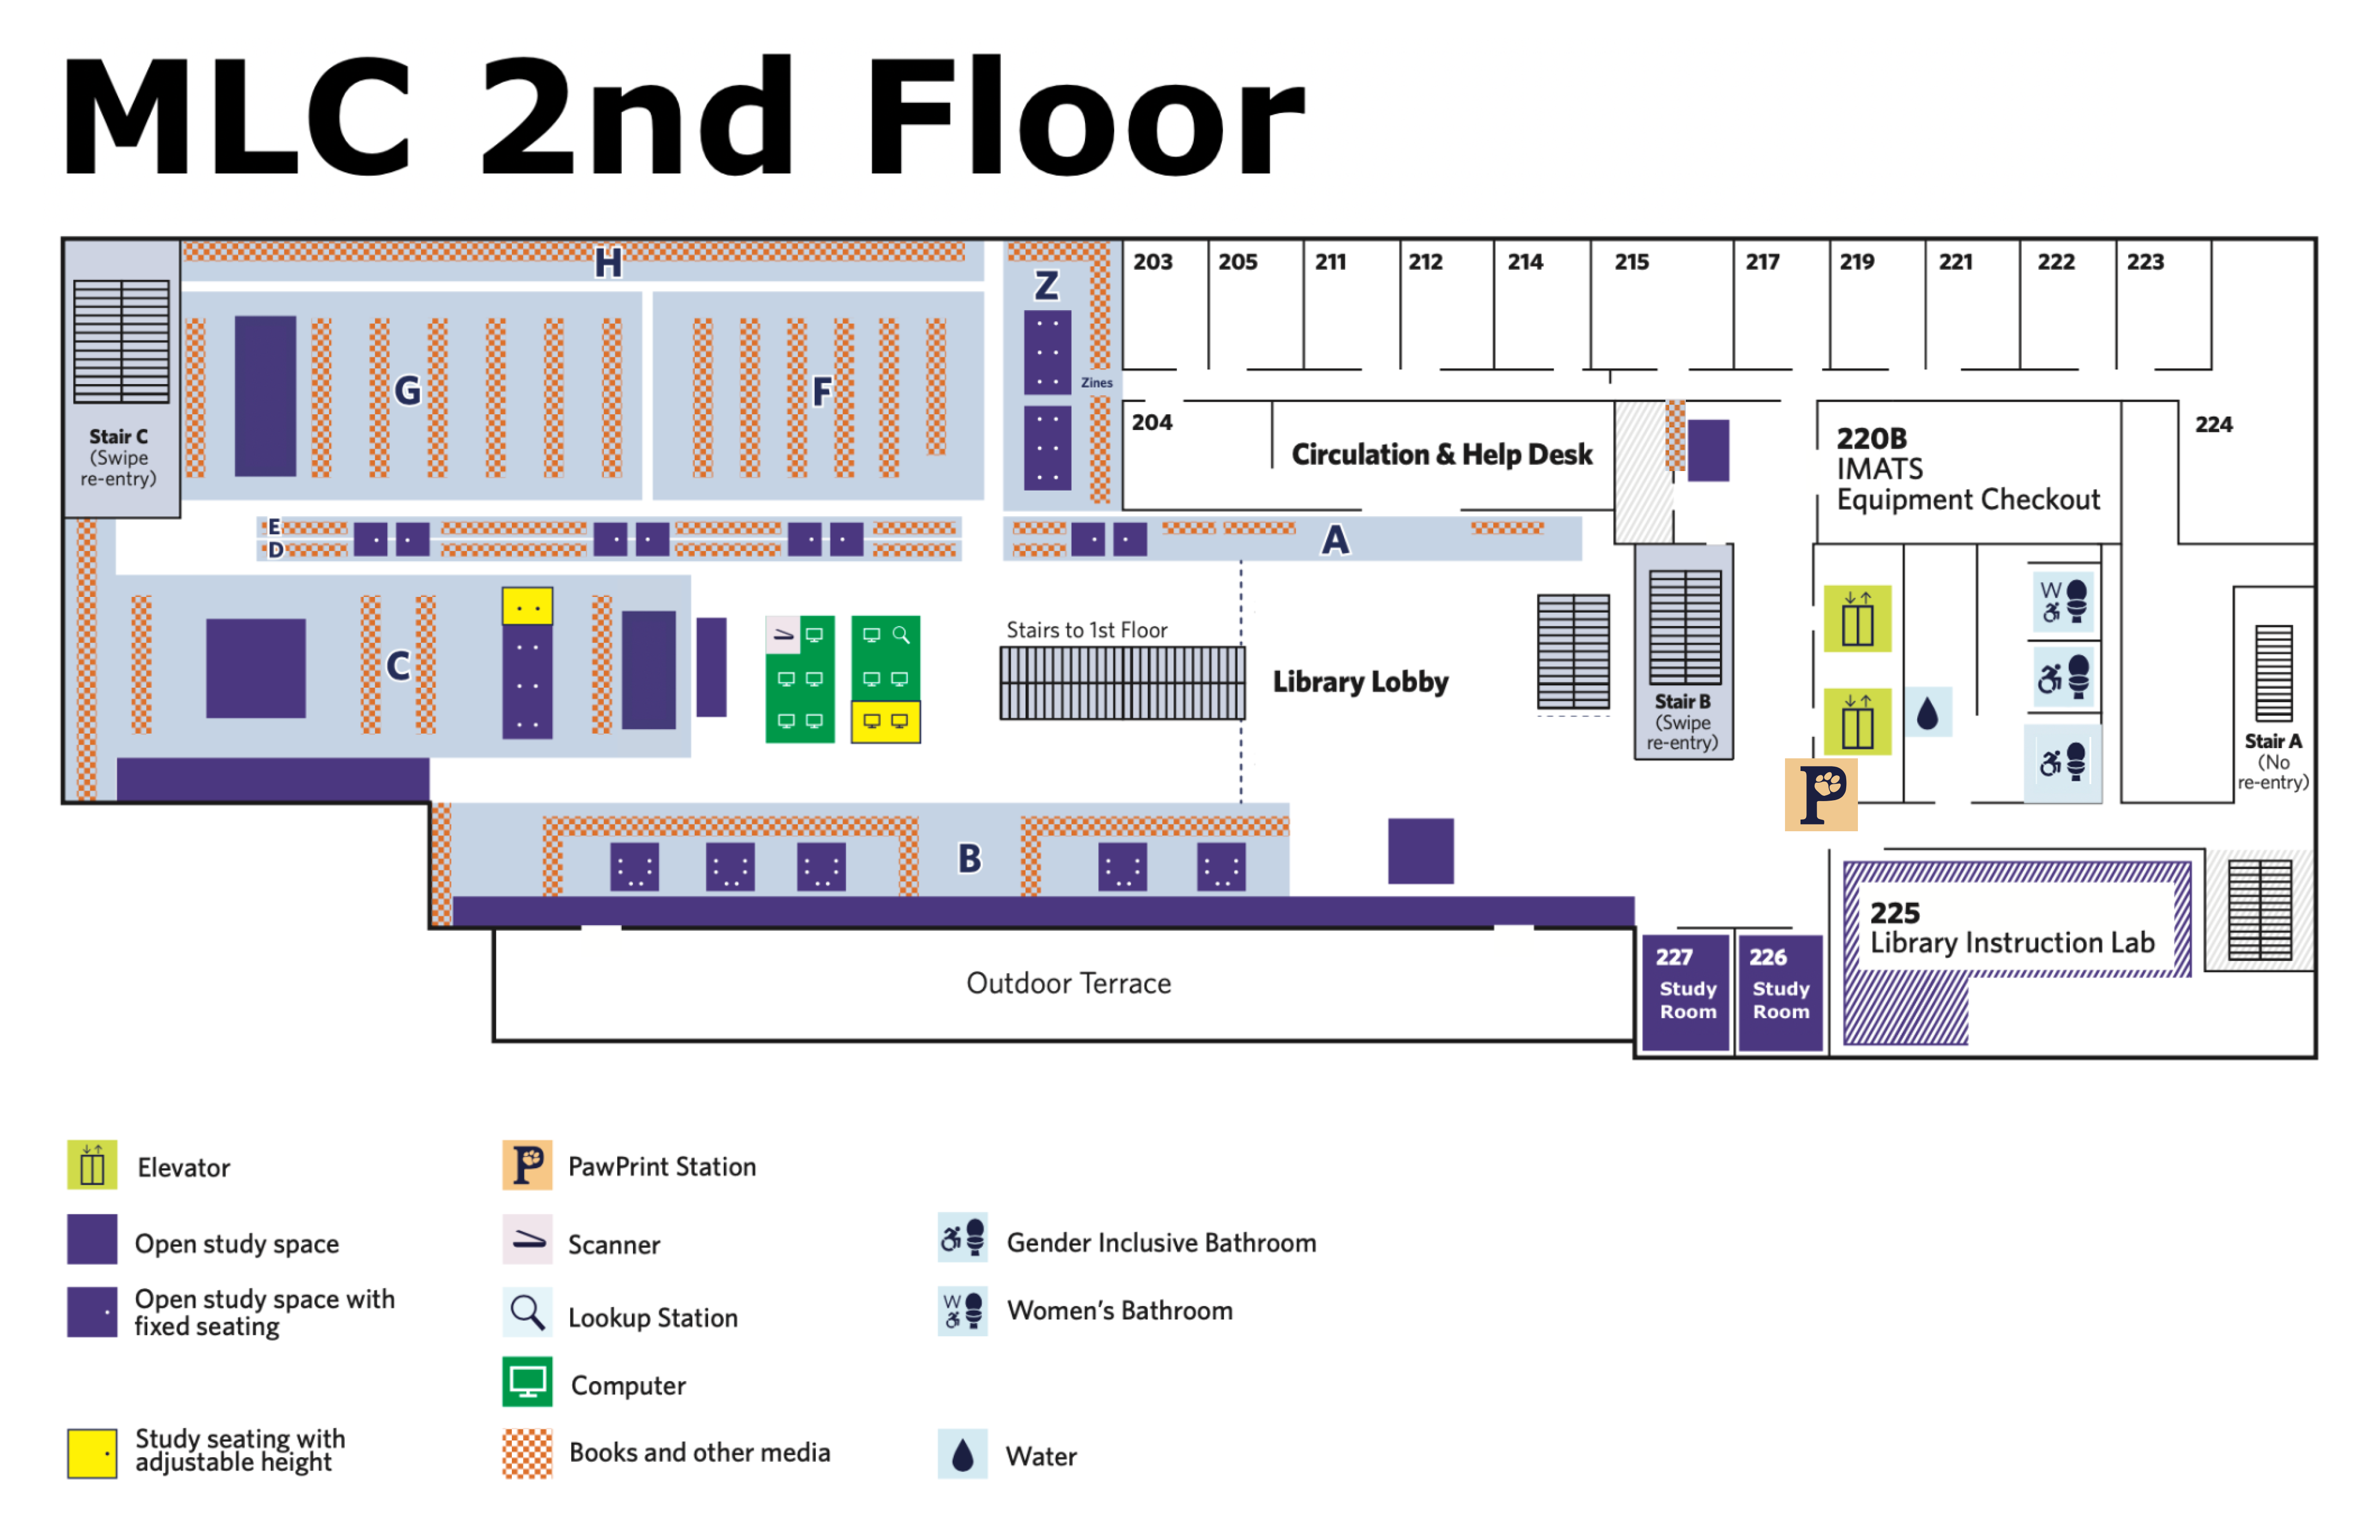 MLC 2nd Floor
H
Z
203
205
211
212
214
215
217
219
221
222
223
G
F
Zines
204
Circulation & Help Desk
220B
IMATS
Equipment Checkout
224
Stair C
(Swipe
re-entry)
E
D
A
W
Stairs to 1st Floor
C
Library Lobby
Stair B
(Swipe
re-entry)
Stair A
(No
re-entry)
P
B
225
Library Instruction Lab
227
Study
Room
226
Study
Room
Outdoor Terrace
Elevator
P
PawPrint Station
Open study space
Scanner
Gender Inclusive Bathroom
Open study space with
fixed seating
Lookup Station
W
Women's Bathroom
Computer
Study seating with
adjustable height
Books and other media
Water